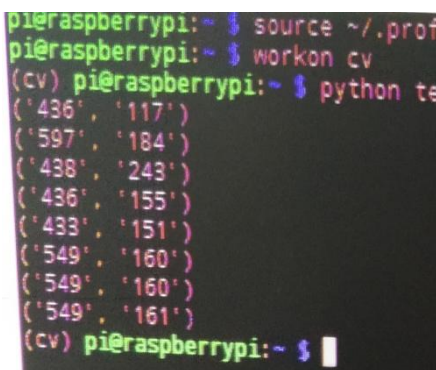 pi@raspberrypi:~ $ source ~/.prof
pi@raspberrypi:~ $ workon cv
(cv) pi@raspberrypi:~ $ python te
('436', '117')
('597', '184')
('438', '243')
('436', '155')
('433', '151')
('549', '160')
('549', '160')
('549', '161')
(cv) pi@raspberrypi:~ $